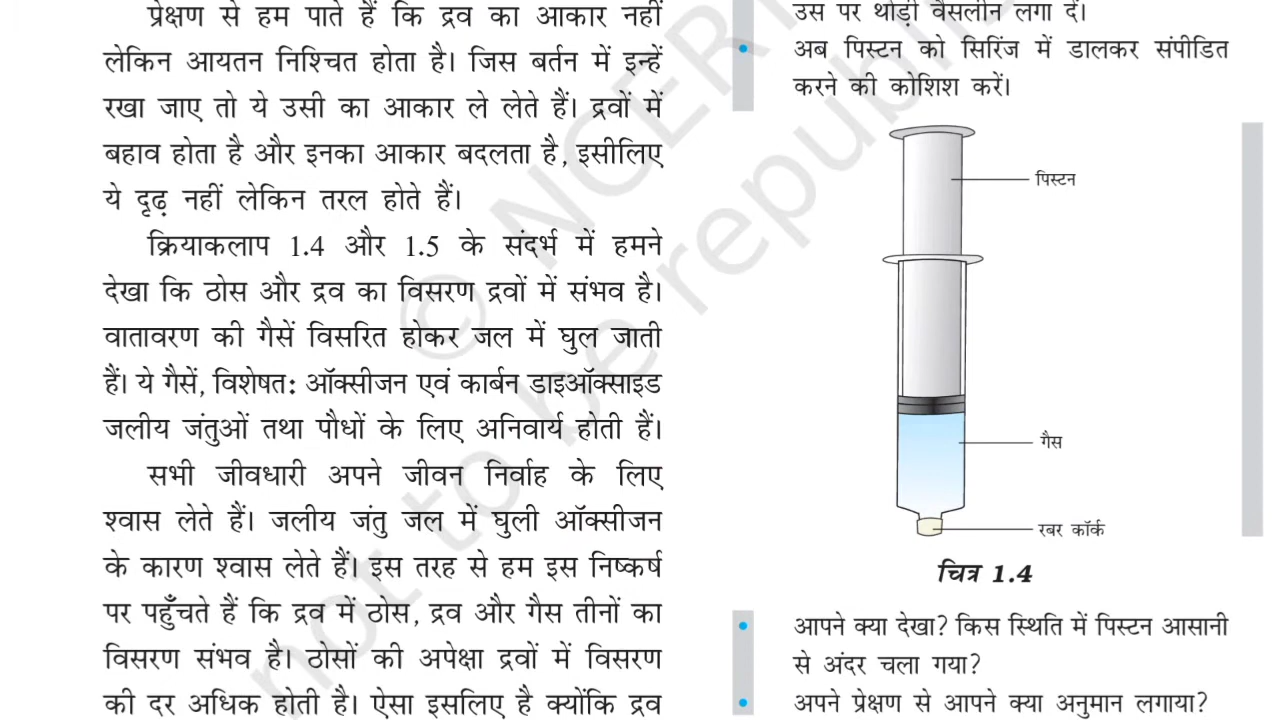 प्रेक्षण से हम पाते हैं कि द्रव का आकार नहीं
लेकिन आयतन निश्चित होता है। जिस बर्तन में इन्हें
रखा जाए तो ये उसी का आकार ले लेते हैं। द्रवों में
बहाव होता है और इनका आकार बदलता है, इसीलिए
ये दृढ़ नहीं लेकिन तरल होते हैं।
क्रियाकलाप 1.4 और 1.5 के संदर्भ में हमने
देखा कि ठोस और द्रव का विसरण द्रवों में संभव है।
वातावरण की गैसें विसरित होकर जल में घुल जाती
हैं। ये गैसें, विशेषत: ऑक्सीजन एवं कार्बन डाइऑक्साइड
जलीय जंतुओं तथा पौधों के लिए अनिवार्य होती हैं।
सभी जीवधारी अपने जीवन निर्वाह के लिए
श्वास लेते हैं। जलीय जंतु जल में घुली ऑक्सीजन
के कारण श्वास लेते हैं। इस तरह से हम इस निष्कर्ष
पर पहुँचते हैं कि द्रव में ठोस, द्रव और गैस तीनों का
विसरण संभव है। ठोसों की अपेक्षा द्रवों में विसरण
की दर अधिक होती है। ऐसा इसलिए है क्योंकि द्रव
उस पर थोड़ी वैसलीन लगा दें।
• अब पिस्टन को सिरिंज में डालकर संपीडित
करने की कोशिश करें।
पिस्टन
गैस
रबर कॉर्क
चित्र 1.4
• आपने क्या देखा? किस स्थिति में पिस्टन आसानी
से अंदर चला गया?
• अपने प्रेक्षण से आपने क्या अनुमान लगाया?
© NCERT
not to be republis